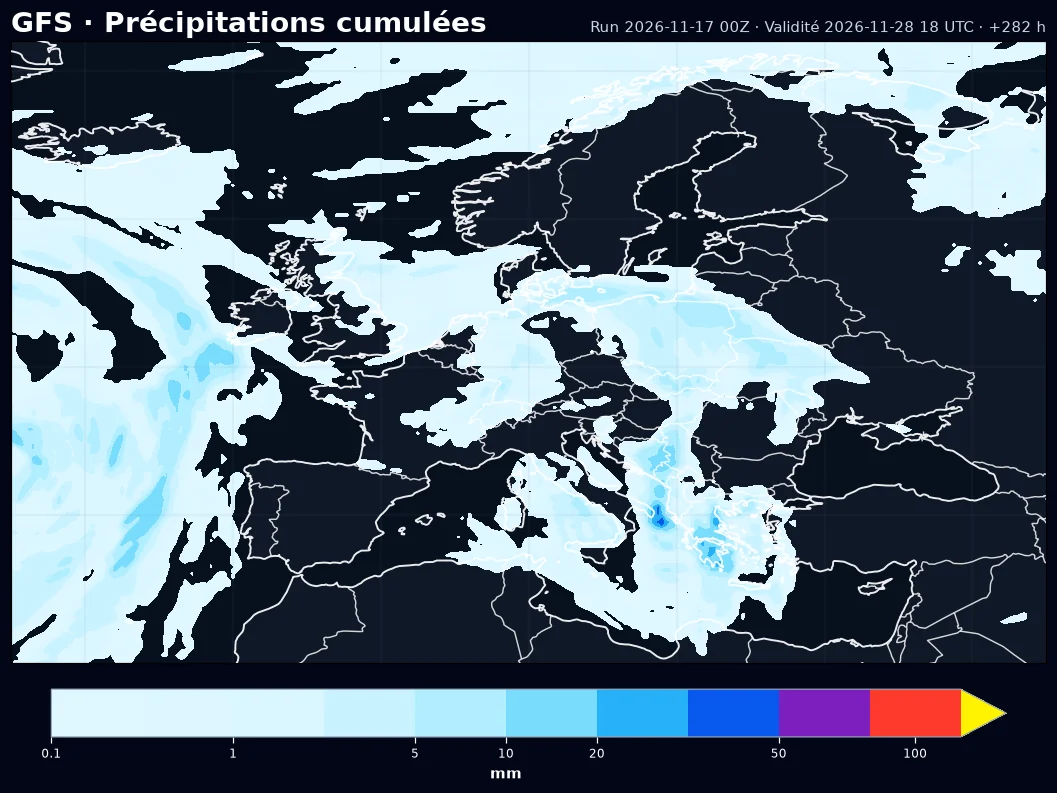 GFS · Précipitations cumulées
Run 2026-11-17 00Z · Validité 2026-11-28 18 UTC · +282 h
0.1 1 5 10 20 50 100
mm